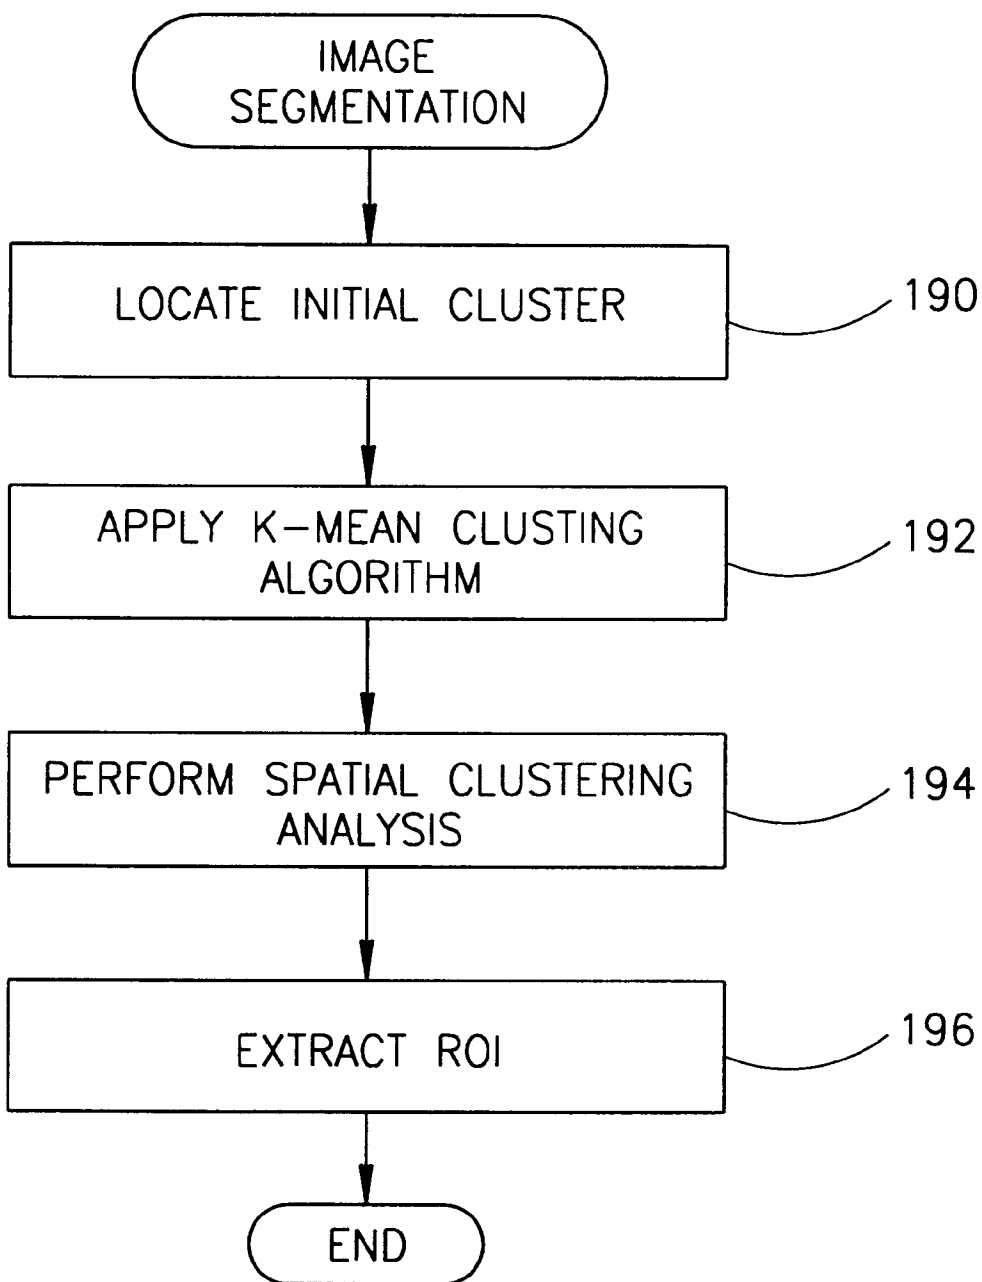 IMAGE
SEGMENTATION
LOCATE INITIAL CLUSTER
190
APPLY K-MEAN CLUSTING
ALGORITHM
192
PERFORM SPATIAL CLUSTERING
ANALYSIS
194
EXTRACT ROI
196
END